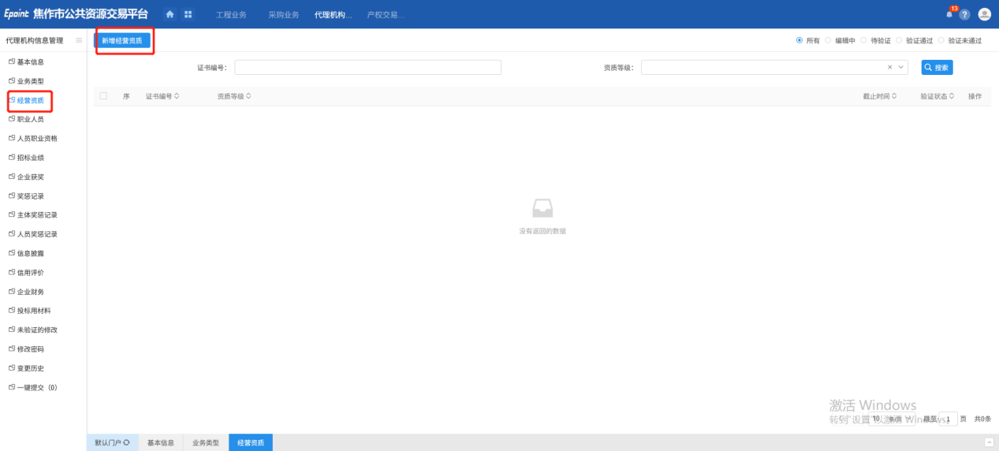 Epoint 焦作市公共资源交易平台 工程业务 采购业务 代理机构... 产权交易... 13 ?
代理机构信息管理 新增经营资质 所有 编辑中 待验证 验证通过 验证未通过
基本信息
证书编号： 资质等级： 搜索
业务类型
序 证书编号 资质等级 截止时间 验证状态 操作
经营资质
职业人员
人员职业资格
招标业绩
企业获奖
奖惩记录
主体奖惩记录
没有返回的数据
人员奖惩记录
信息披露
信用评价
企业财务
投标用材料
未验证的修改
修改密码
变更历史
一键提交（0）
激活 Windows
转到"设置"以激活 Windows。
10 条/页 跳至 1 页 共0条
默认门户 基本信息 业务类型 经营资质